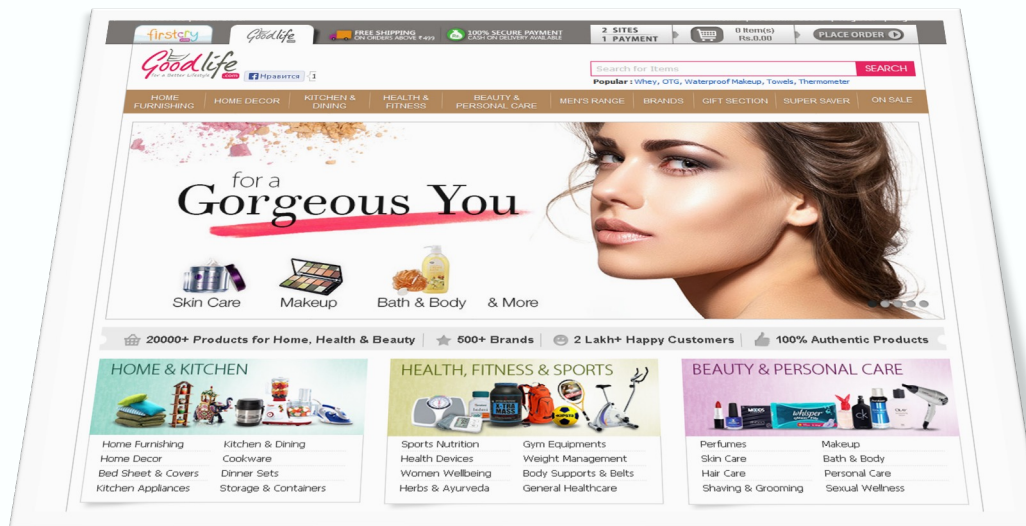 firstcry
Goodlife
FREE SHIPPING
ON ORDERS ABOVE ₹499
100% SECURE PAYMENT
CASH ON DELIVERY AVAILABLE
2 SITES
1 PAYMENT
0 Item(s)
Rs.0.00
PLACE ORDER
Goodlife.com
for a Better Lifestyle
Нравится 1
Search for Items
SEARCH
Popular : Whey, OTG, Waterproof Makeup, Towels, Thermometer
HOME FURNISHING
HOME DECOR
KITCHEN & DINING
HEALTH & FITNESS
BEAUTY & PERSONAL CARE
MEN'S RANGE
BRANDS
GIFT SECTION
SUPER SAVER
ON SALE
for a
Gorgeous You
Skin Care Makeup Bath & Body & More
20000+ Products for Home, Health & Beauty
500+ Brands
2 Lakh+ Happy Customers
100% Authentic Products
HOME & KITCHEN
Home Furnishing Kitchen & Dining
Home Decor Cookware
Bed Sheet & Covers Dinner Sets
Kitchen Appliances Storage & Containers
HEALTH, FITNESS & SPORTS
Sports Nutrition Gym Equipments
Health Devices Weight Management
Women Wellbeing Body Supports & Belts
Herbs & Ayurveda General Healthcare
BEAUTY & PERSONAL CARE
whisper
ck
OLAY
Perfumes Makeup
Skin Care Bath & Body
Hair Care Personal Care
Shaving & Grooming Sexual Wellness